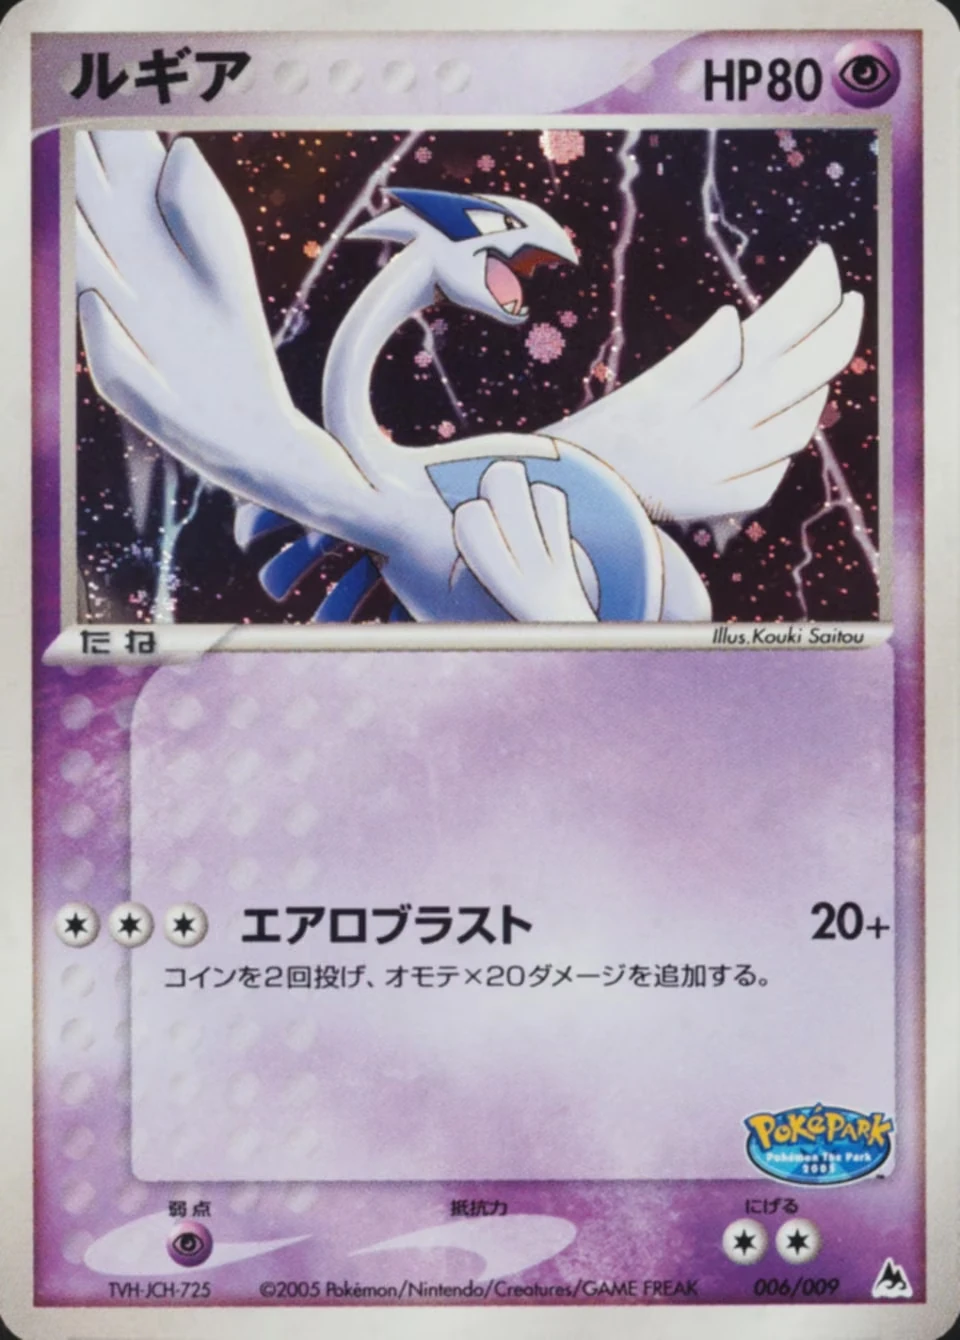 ルギア
HP80
たね
Illus.Kouki Saitou
エアロブラスト 20+
コインを2回投げ、オモテ×20ダメージを追加する。
POKÉPARK
Pokémon The Park
2005
™
弱点 抵抗力 にげる
TVH-JCH-725 ©2005 Pokémon/Nintendo/Creatures/GAME FREAK 006/009